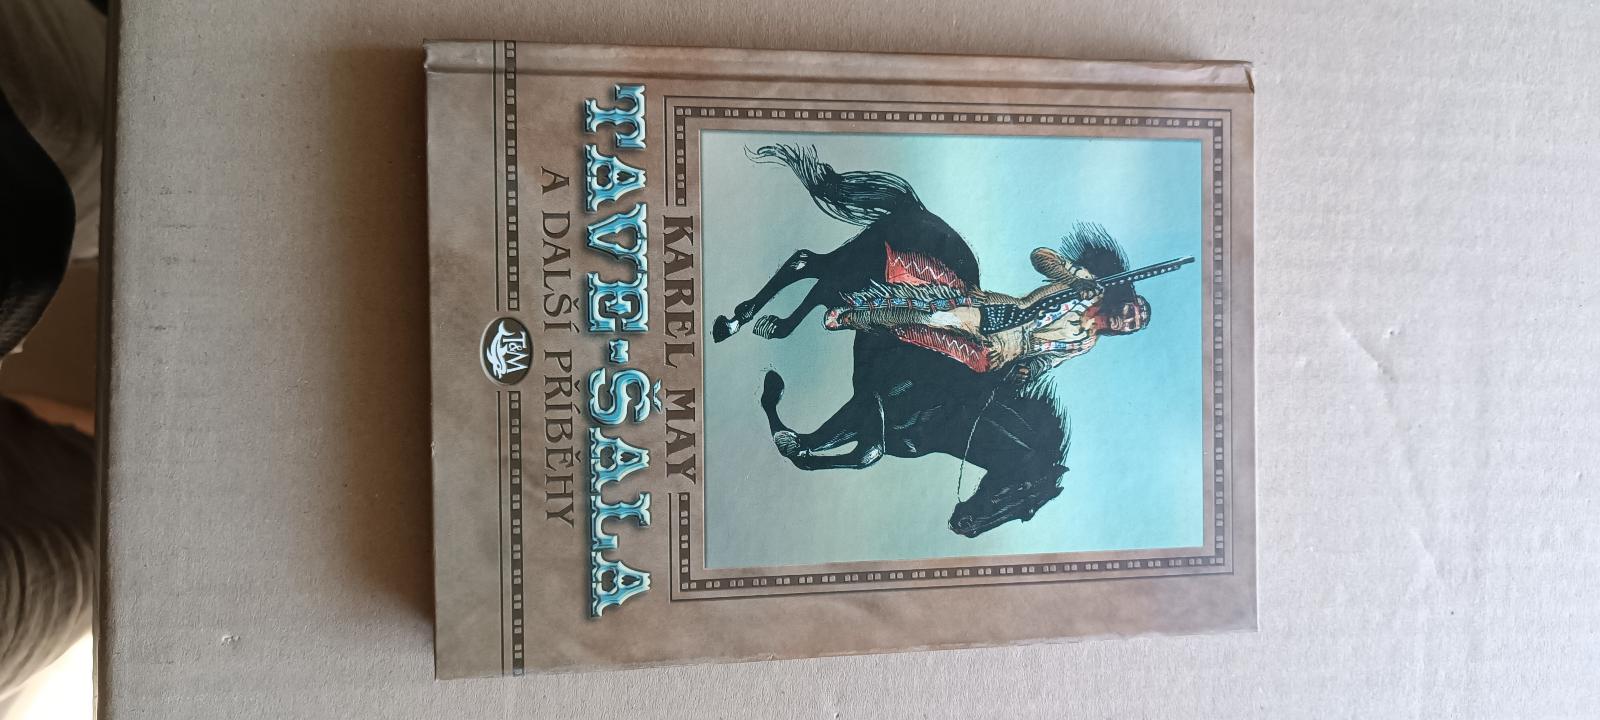 KAREL MAY
TAVE-ŠALA
A DALŠÍ PŘÍBĚHY
T&M